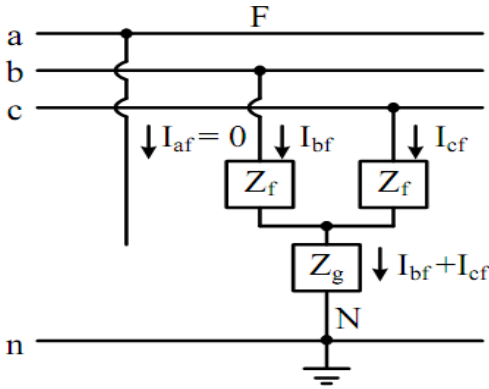 F
a
b
c
I_af = 0
I_bf
I_cf
Z_f
Z_f
Z_g
I_bf+I_cf
N
n